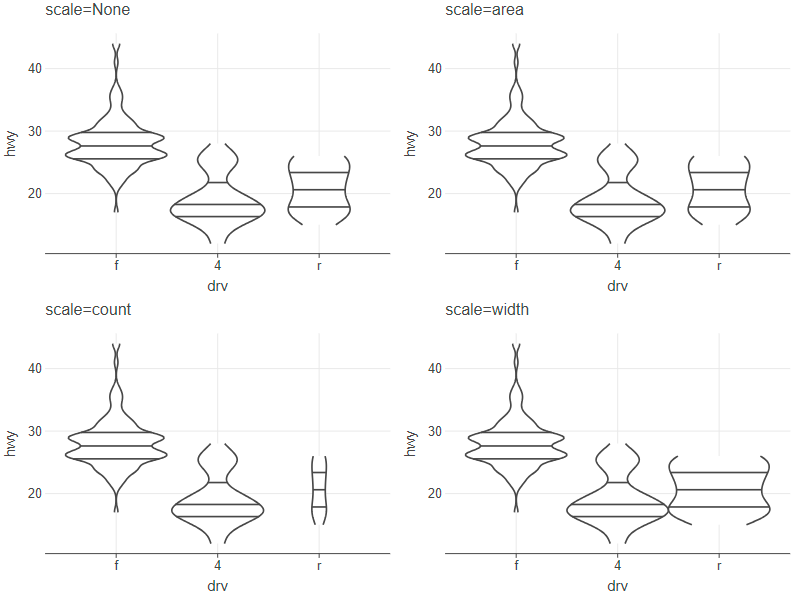 scale=None
hwy
40
30
20
f 4 r
drv
scale=area
hwy
40
30
20
f 4 r
drv
scale=count
hwy
40
30
20
f 4 r
drv
scale=width
hwy
40
30
20
f 4 r
drv